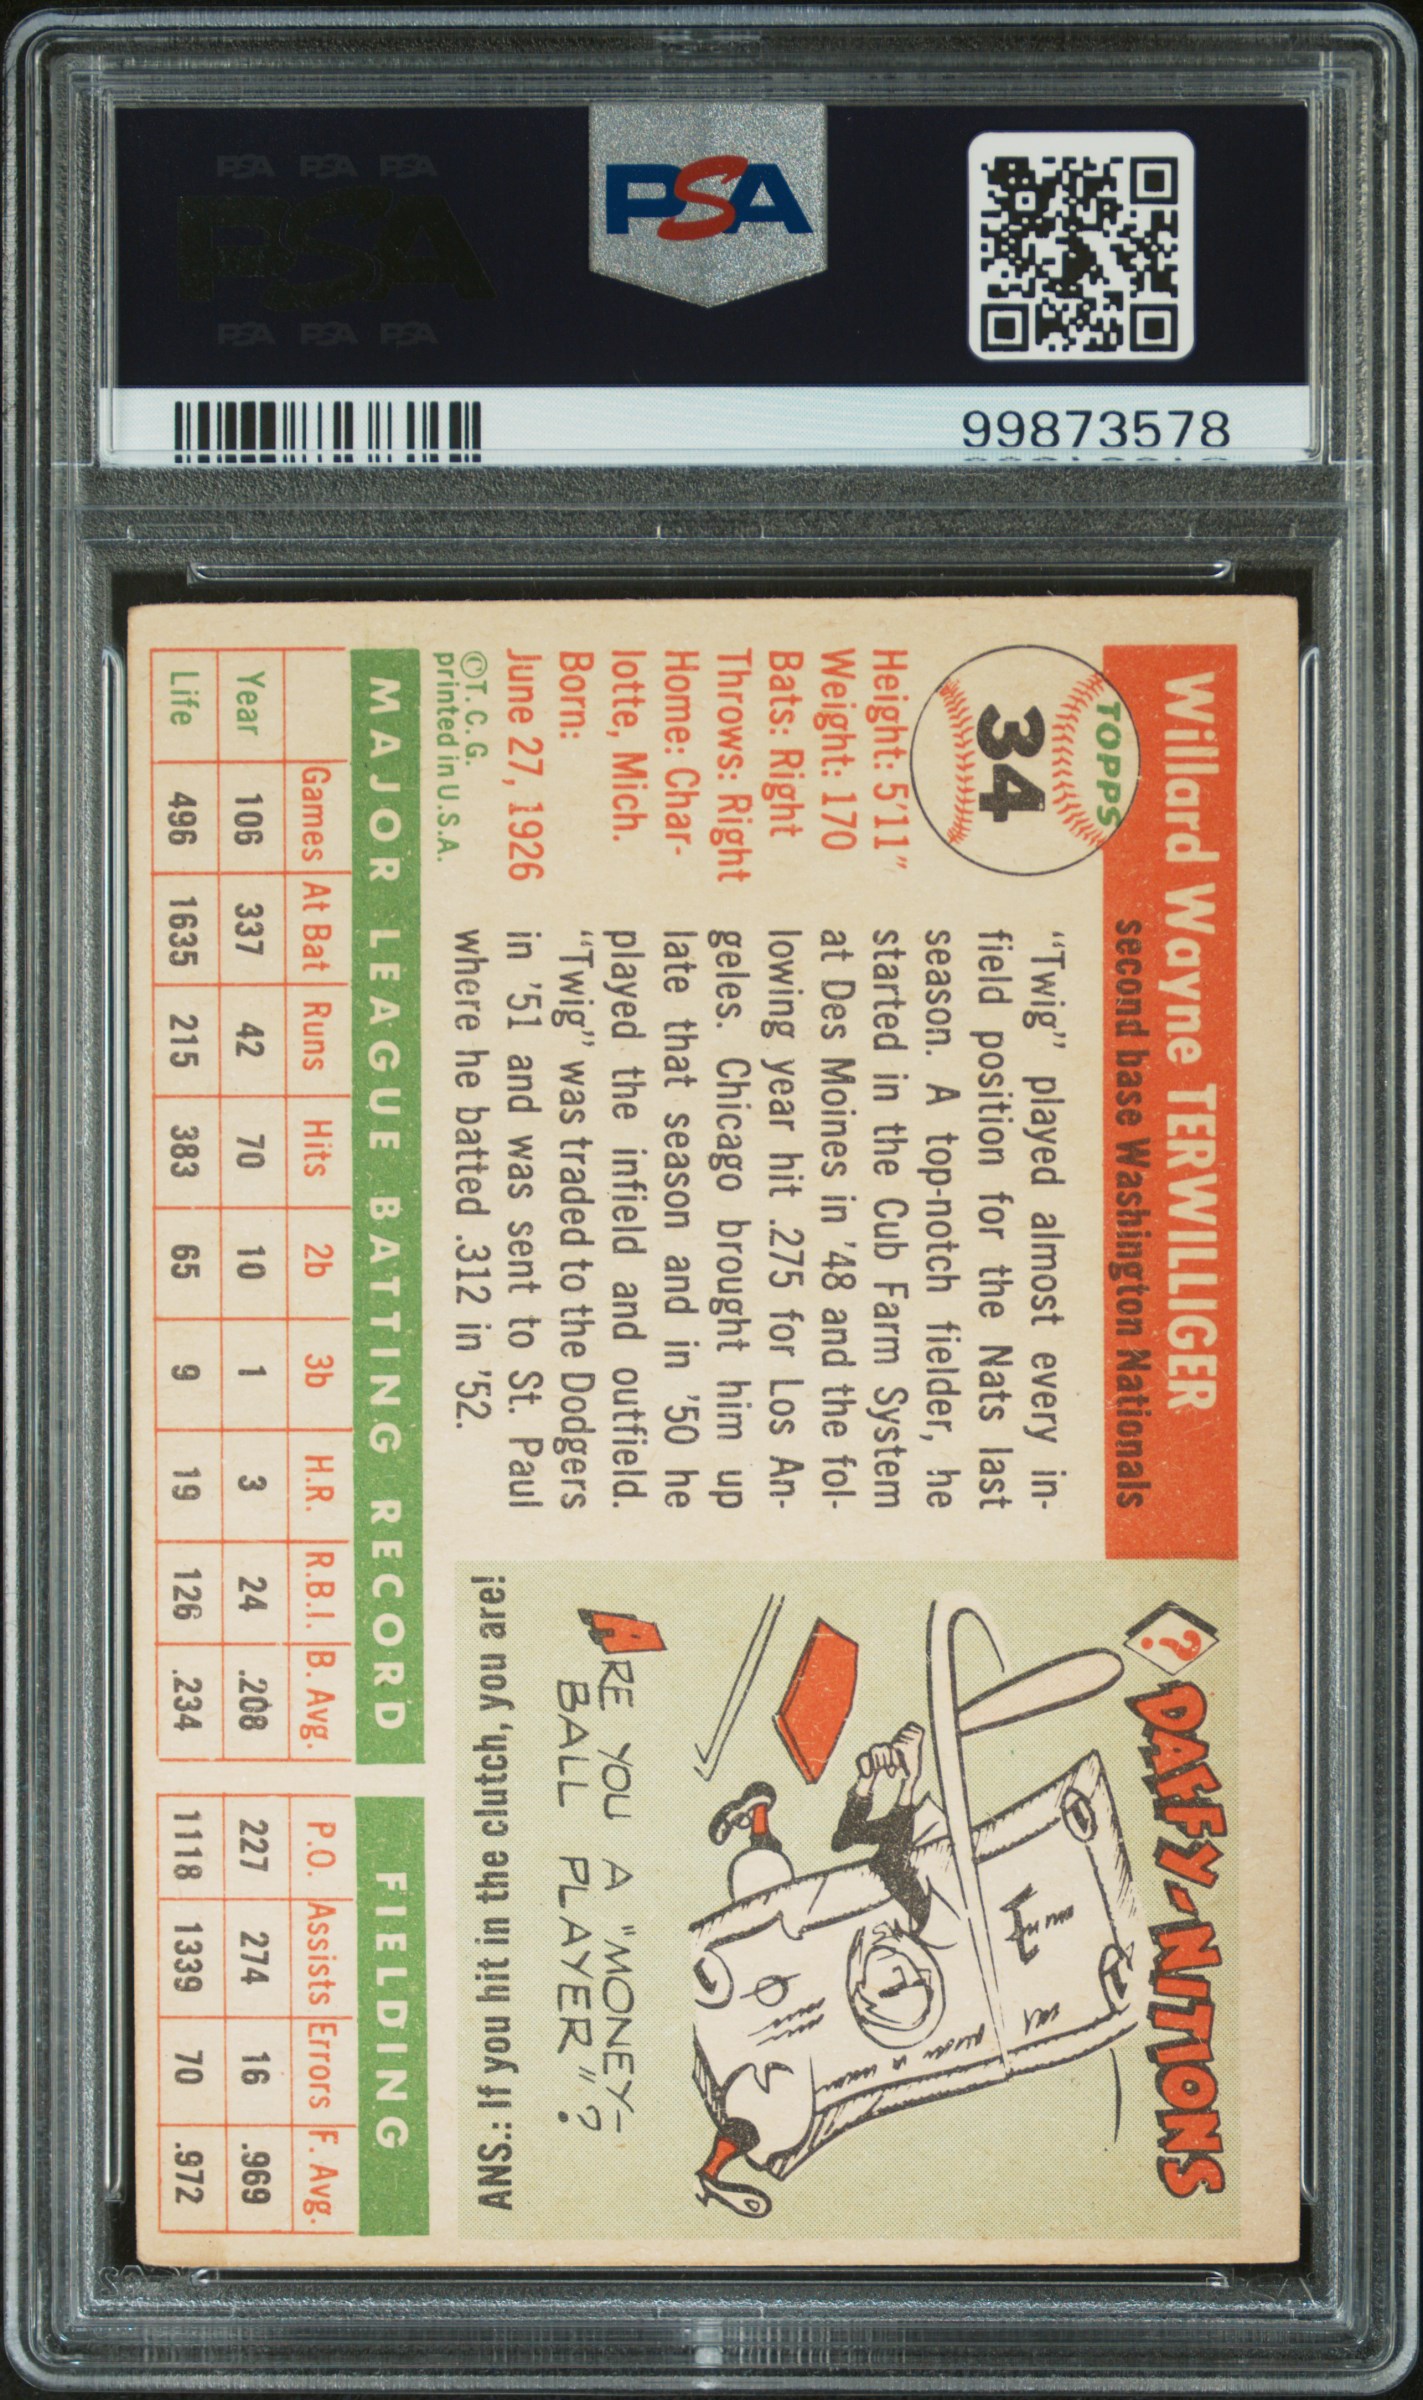 PSA PSA PSA
PSA
PSA PSA PSA
PSA
99873578
Willard Wayne TERWILLIGER
second base Washington Nationals
TOPPS
34
Height: 5'11"
Weight: 170
Bats: Right
Throws: Right
Home: Char-
lotte, Mich.
Born:
June 27, 1926
©T. C. G.
printed in U.S.A.
"Twig" played almost every in-
field position for the Nats last
season. A top-notch fielder, he
started in the Cub Farm System
at Des Moines in '48 and the fol-
lowing year hit .275 for Los An-
geles. Chicago brought him up
late that season and in '50 he
played the infield and outfield.
"Twig" was traded to the Dodgers
in '51 and was sent to St. Paul
where he batted .312 in '52.
? DAFFY-NITIONS
ARE YOU A "MONEY-
BALL PLAYER"?
ANS.: If you hit in the clutch, you are!
MAJOR LEAGUE BATTING RECORD
FIELDING
Games At Bat Runs Hits 2b 3b H.R. R.B.I. B. Avg. P.O. Assists Errors F. Avg.
Year 106 337 42 70 10 1 3 24 .208 227 274 16 .969
Life 496 1635 215 383 65 9 19 126 .234 1118 1339 70 .972